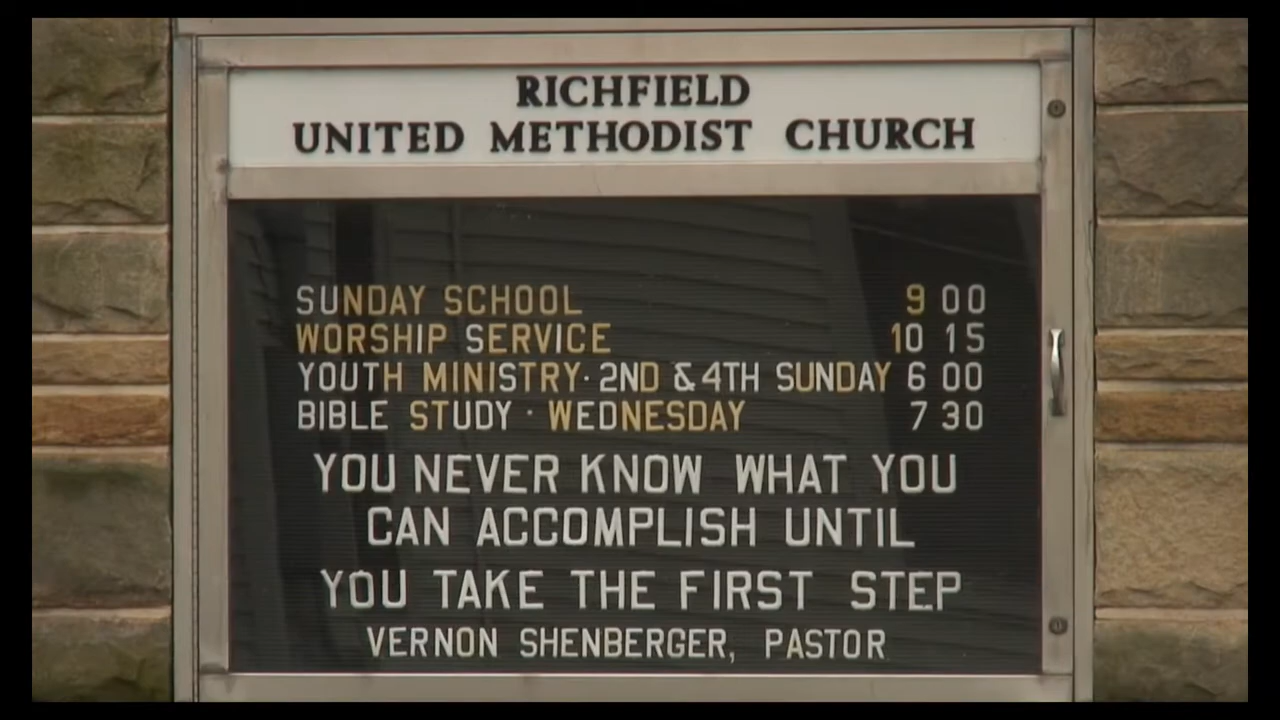 RICHFIELD
UNITED METHODIST CHURCH
SUNDAY SCHOOL 9 00
WORSHIP SERVICE 10 15
YOUTH MINISTRY · 2ND & 4TH SUNDAY 6 00
BIBLE STUDY · WEDNESDAY 7 30
YOU NEVER KNOW WHAT YOU
CAN ACCOMPLISH UNTIL
YOU TAKE THE FIRST STEP
VERNON SHENBERGER, PASTOR